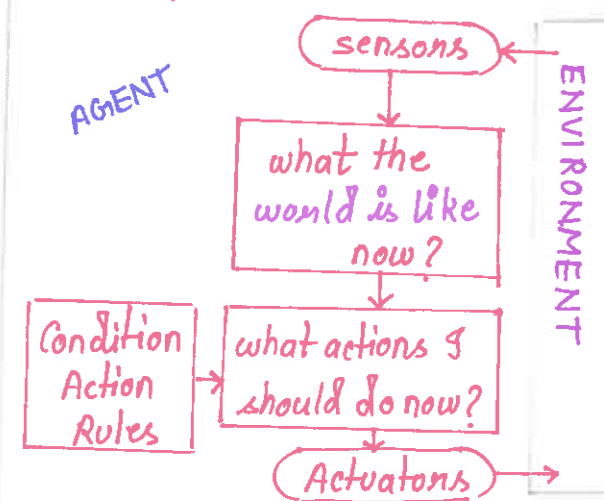 sensons
AGENT
ENVIRONMENT
what the
world is like
now?
Condition
Action
Rules
what actions I
should do now?
Actuatons